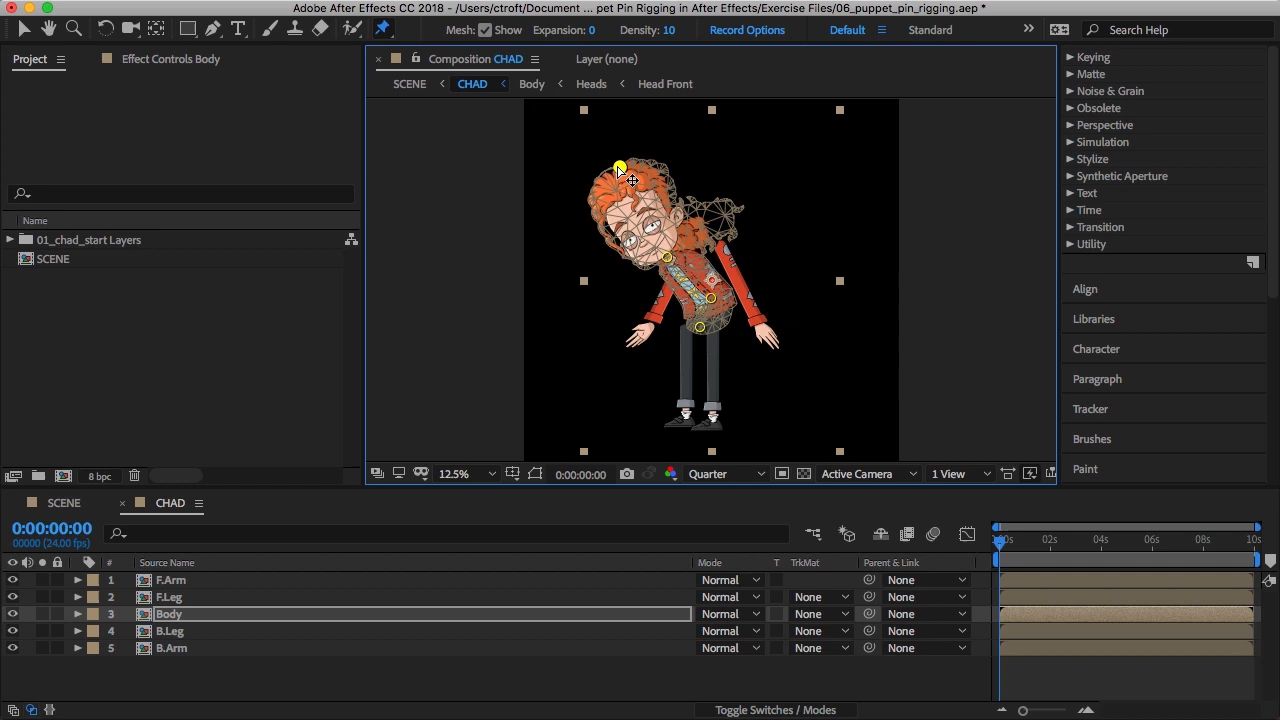 Adobe After Effects CC 2018 - /Users/ctroft/Document ... pet Pin Rigging in After Effects/Exercise Files/06_puppet_pin_rigging.aep *
Mesh: Show Expansion: 0 Density: 10 Record Options Default Standard Search Help
Project Effect Controls Body
Composition CHAD Layer (none)
SCENE CHAD Body Heads Head Front
Name
01_chad_start Layers
SCENE
Keying
Matte
Noise & Grain
Obsolete
Perspective
Simulation
Stylize
Synthetic Aperture
Text
Time
Transition
Utility
Align
Libraries
Character
Paragraph
Tracker
Brushes
Paint
8 bpc
12.5% 0:00:00:00 Quarter Active Camera 1 View
SCENE CHAD
0:00:00:00
00000 (24.00 fps)
:00s 02s 04s 06s 08s 10s
# Source Name Mode T TrkMat Parent & Link
1 F.Arm Normal None
2 F.Leg Normal None None
3 Body Normal None None
4 B.Leg Normal None None
5 B.Arm Normal None None
Toggle Switches / Modes